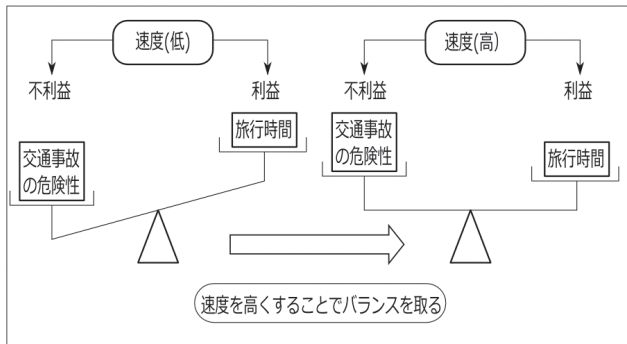 速度(低)
不利益
利益
交通事故
の危険性
旅行時間
速度(高)
不利益
利益
交通事故
の危険性
旅行時間
速度を高くすることでバランスを取る